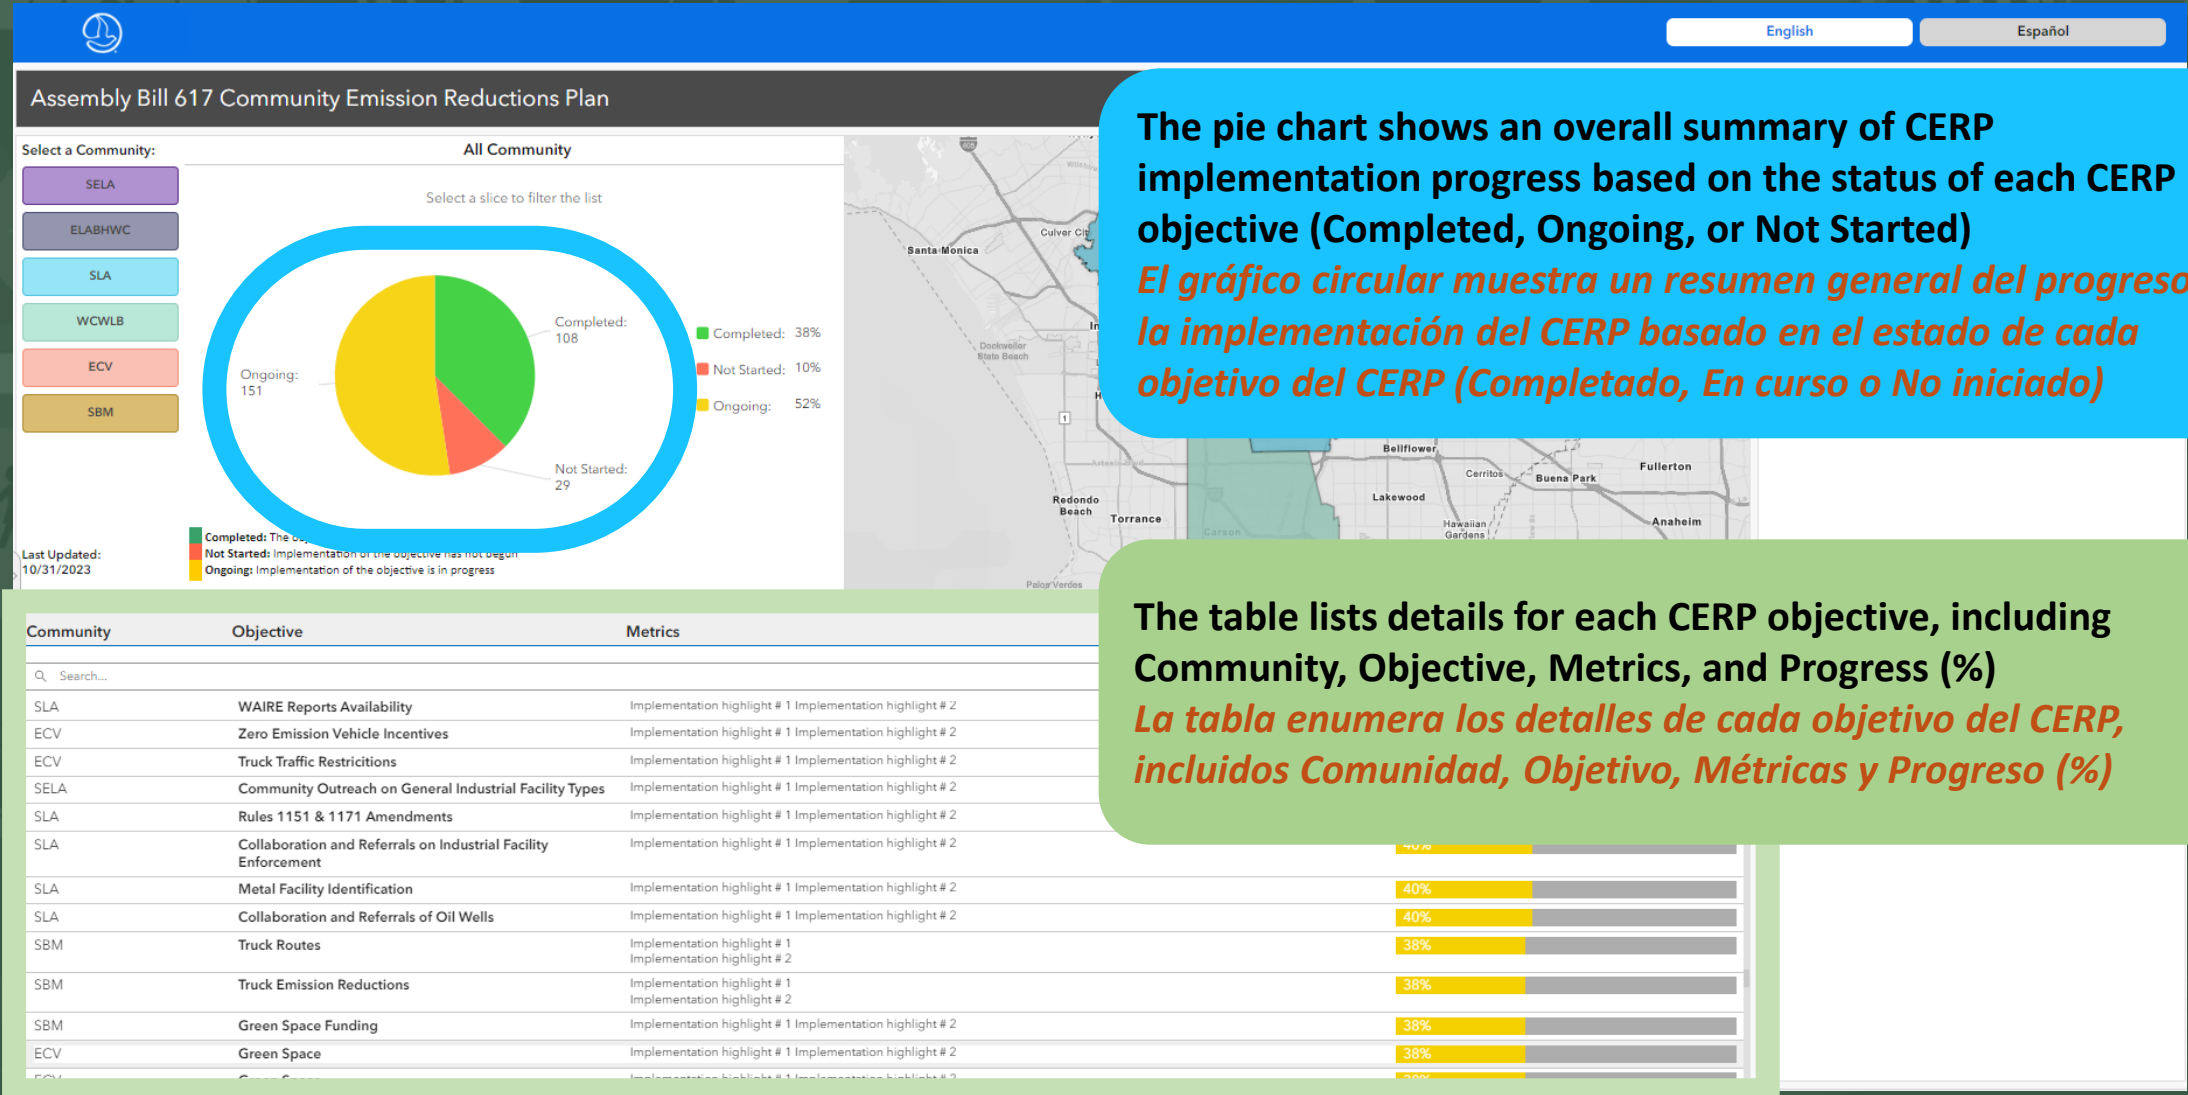 English
Español
Assembly Bill 617 Community Emission Reductions Plan
Select a Community:
SELA
ELABHWC
SLA
WCWLB
ECV
SBM
Last Updated:
10/31/2023
All Community
Select a slice to filter the list
Completed:
108
Ongoing:
151
Not Started:
29
Completed: 38%
Not Started: 10%
Ongoing: 52%
Completed: The
Not Started: Implementation of the objective has not begun
Ongoing: Implementation of the objective is in progress
405
Santa Monica
Culver Cit
Dockweiler
State Beach
In
H
1
Redondo
Beach
Torrance
Carson
Palos Verdes
Bellflower
Cerritos
Buena Park
Fullerton
Lakewood
Hawaiian
Gardens
Anaheim
The pie chart shows an overall summary of CERP
implementation progress based on the status of each CERP
objective (Completed, Ongoing, or Not Started)
El gráfico circular muestra un resumen general del progreso
la implementación del CERP basado en el estado de cada
objetivo del CERP (Completado, En curso o No iniciado)
The table lists details for each CERP objective, including
Community, Objective, Metrics, and Progress (%)
La tabla enumera los detalles de cada objetivo del CERP,
incluidos Comunidad, Objetivo, Métricas y Progreso (%)
Community Objective Metrics
Search...
SLA WAIRE Reports Availability Implementation highlight # 1 Implementation highlight # 2
ECV Zero Emission Vehicle Incentives Implementation highlight # 1 Implementation highlight # 2
ECV Truck Traffic Restricitions Implementation highlight # 1 Implementation highlight # 2
SELA Community Outreach on General Industrial Facility Types Implementation highlight # 1 Implementation highlight # 2
SLA Rules 1151 & 1171 Amendments Implementation highlight # 1 Implementation highlight # 2
SLA Collaboration and Referrals on Industrial Facility Implementation highlight # 1 Implementation highlight # 2 40%
Enforcement
SLA Metal Facility Identification Implementation highlight # 1 Implementation highlight # 2 40%
SLA Collaboration and Referrals of Oil Wells Implementation highlight # 1 Implementation highlight # 2 40%
SBM Truck Routes Implementation highlight # 1 38%
Implementation highlight # 2
SBM Truck Emission Reductions Implementation highlight # 1 38%
Implementation highlight # 2
SBM Green Space Funding Implementation highlight # 1 Implementation highlight # 2 38%
ECV Green Space Implementation highlight # 1 Implementation highlight # 2 38%